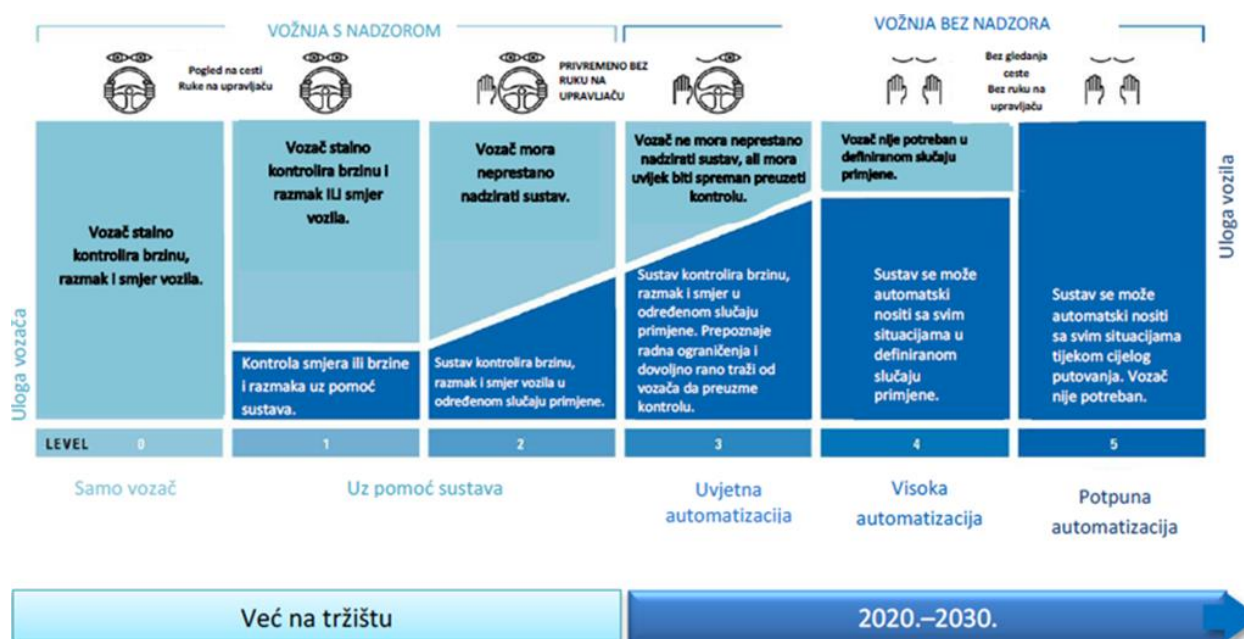 VOŽNJA S NADZOROM
VOŽNJA BEZ NADZORA
Pogled na cesti
Ruke na upravljaču
PRIVREMENO BEZ
RUKU NA
UPRAVLJAČU
Bez gledanja
ceste
Bez ruku na
upravljaču
Uloga vozača
Vozač stalno
kontrolira brzinu,
razmak i smjer vozila.
Vozač stalno
kontrolira brzinu i
razmak ILI smjer
vozila.
Kontrola smjera ili brzine
i razmaka uz pomoć
sustava.
Vozač mora
neprestano
nadzirati sustav.
Sustav kontrolira brzinu,
razmak i smjer vozila u
određenom slučaju primjene.
Vozač ne mora neprestano
nadzirati sustav, ali mora
uvijek biti spreman preuzeti
kontrolu.
Sustav kontrolira brzinu,
razmak i smjer u
određenom slučaju
primjene. Prepoznaje
radna ograničenja i
dovoljno rano traži od
vozača da preuzme
kontrolu.
Vozač nije potreban u
definiranom slučaju
primjene.
Sustav se može
automatski
nositi sa svim
situacijama u
definiranom
slučaju
primjene.
Sustav se može
automatski nositi
sa svim situacijama
tijekom cijelog
putovanja. Vozač
nije potreban.
Uloga vozila
LEVEL 0 1 2 3 4 5
Samo vozač
Uz pomoć sustava
Uvjetna
automatizacija
Visoka
automatizacija
Potpuna
automatizacija
Već na tržištu
2020.–2030.